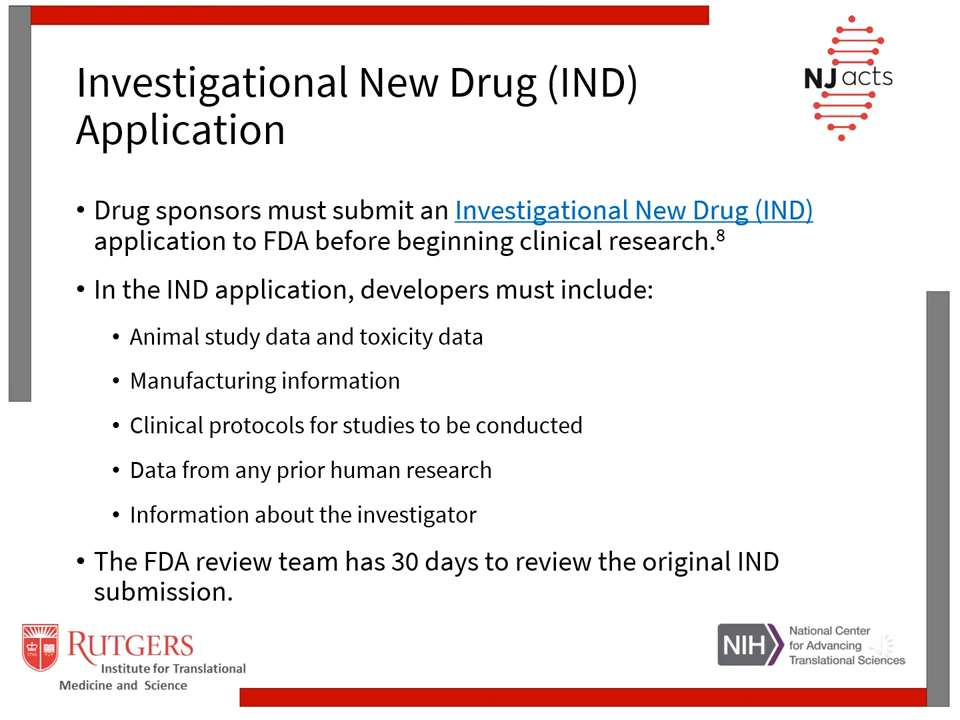 Investigational New Drug (IND)
Application
NJ acts
• Drug sponsors must submit an Investigational New Drug (IND)
application to FDA before beginning clinical research.⁸
• In the IND application, developers must include:
• Animal study data and toxicity data
• Manufacturing information
• Clinical protocols for studies to be conducted
• Data from any prior human research
• Information about the investigator
• The FDA review team has 30 days to review the original IND
submission.
RUTGERS
Institute for Translational
Medicine and Science
NIH
National Center
for Advancing
Translational Sciences